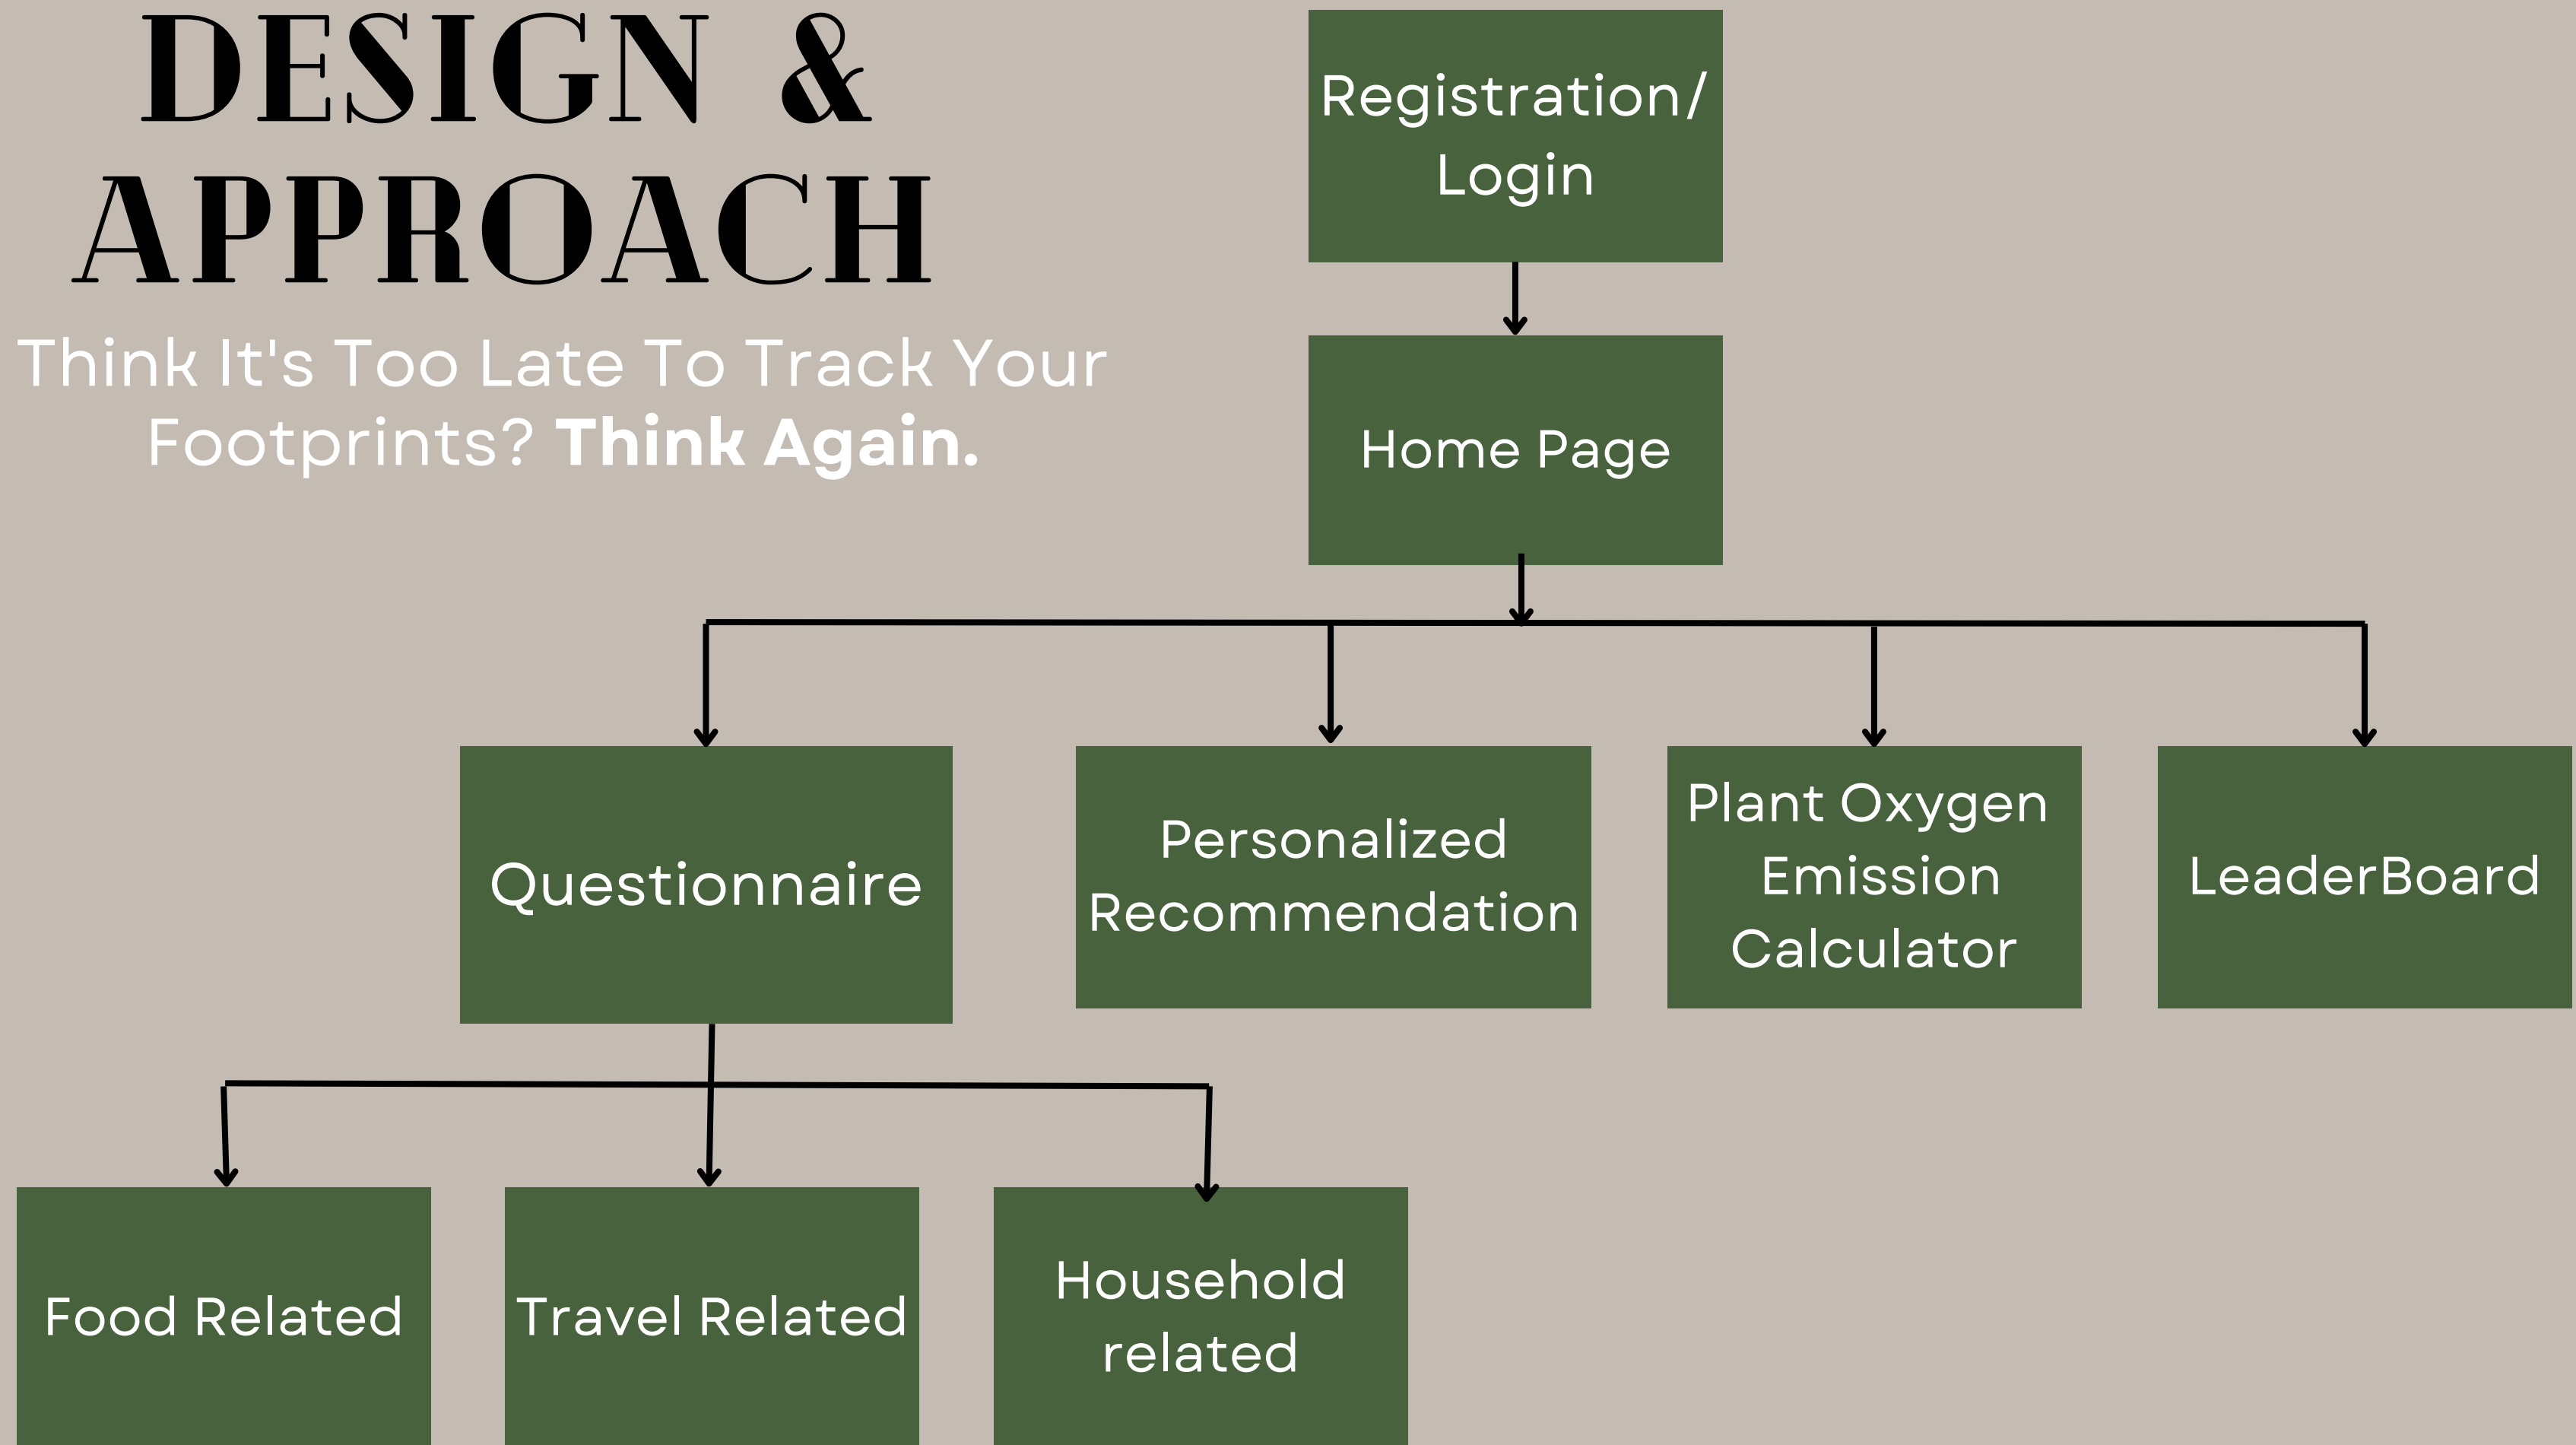 DESIGN &
APPROACH
Think It's Too Late To Track Your
Footprints? Think Again.
Registration/
Login
Home Page
Questionnaire
Personalized
Recommendation
Plant Oxygen
Emission
Calculator
LeaderBoard
Food Related
Travel Related
Household
related